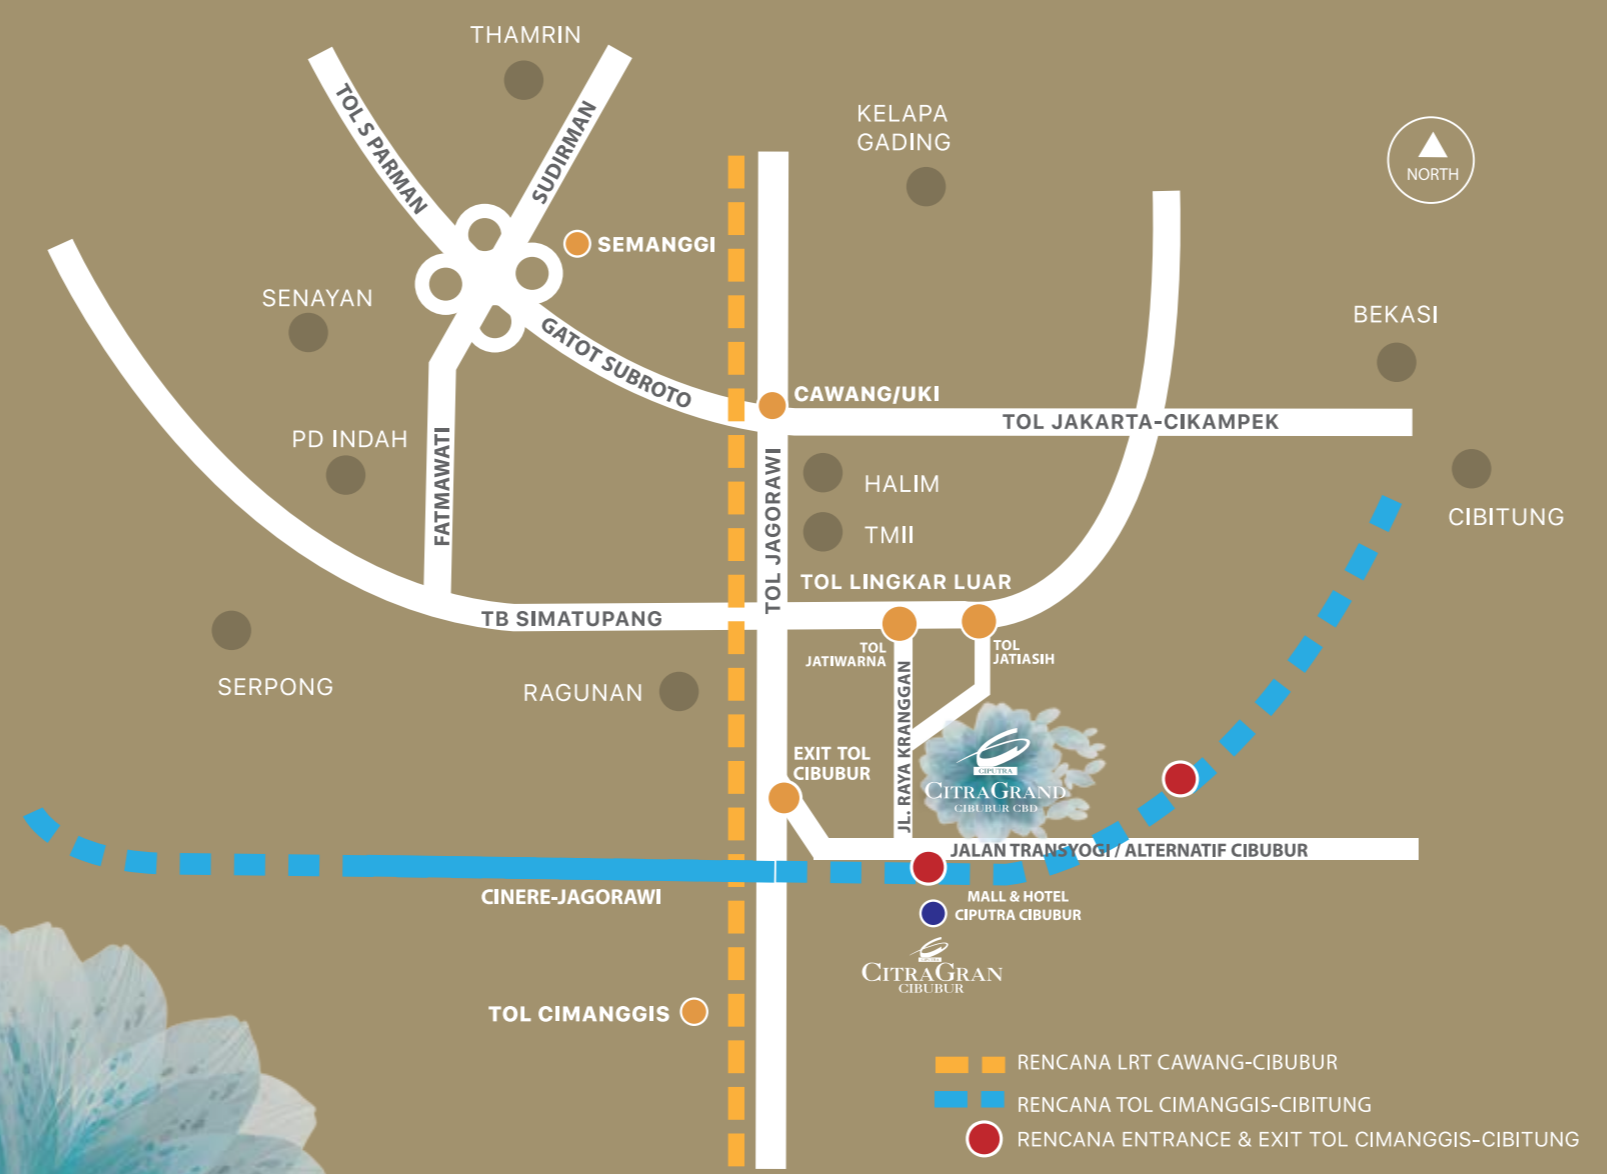 THAMRIN
TOL S PARMAN
SUDIRMAN
KELAPA
GADING
NORTH
SEMANGGI
SENAYAN
GATOT SUBROTO
BEKASI
CAWANG/UKI
TOL JAKARTA-CIKAMPEK
PD INDAH
FATMAWATI
TOL JAGORAWI
HALIM
CIBITUNG
TMII
TOL LINGKAR LUAR
TB SIMATUPANG
TOL
JATIWARNA
TOL
JATIASIH
SERPONG
RAGUNAN
JL. RAYA KRANGGAN
EXIT TOL
CIBUBUR
CIPUTRA
CITRAGRAND
CIBUBUR CBD
JALAN TRANSYOGI / ALTERNATIF CIBUBUR
CINERE-JAGORAWI
MALL & HOTEL
CIPUTRA CIBUBUR
CITRAGRAN
CIBUBUR
TOL CIMANGGIS
RENCANA LRT CAWANG-CIBUBUR
RENCANA TOL CIMANGGIS-CIBITUNG
RENCANA ENTRANCE & EXIT TOL CIMANGGIS-CIBITUNG